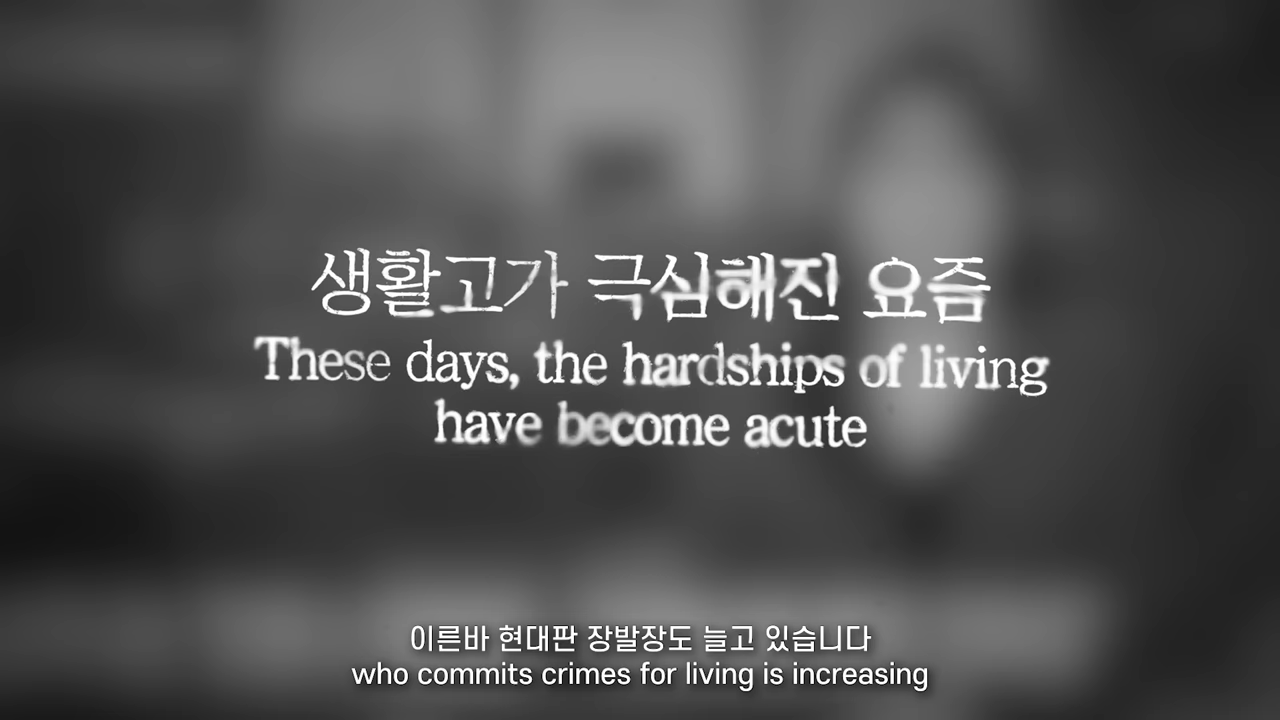 생활고가 극심해진 요즘
These days, the hardships of living
have become acute
이른바 현대판 장발장도 늘고 있습니다
who commits crimes for living is increasing